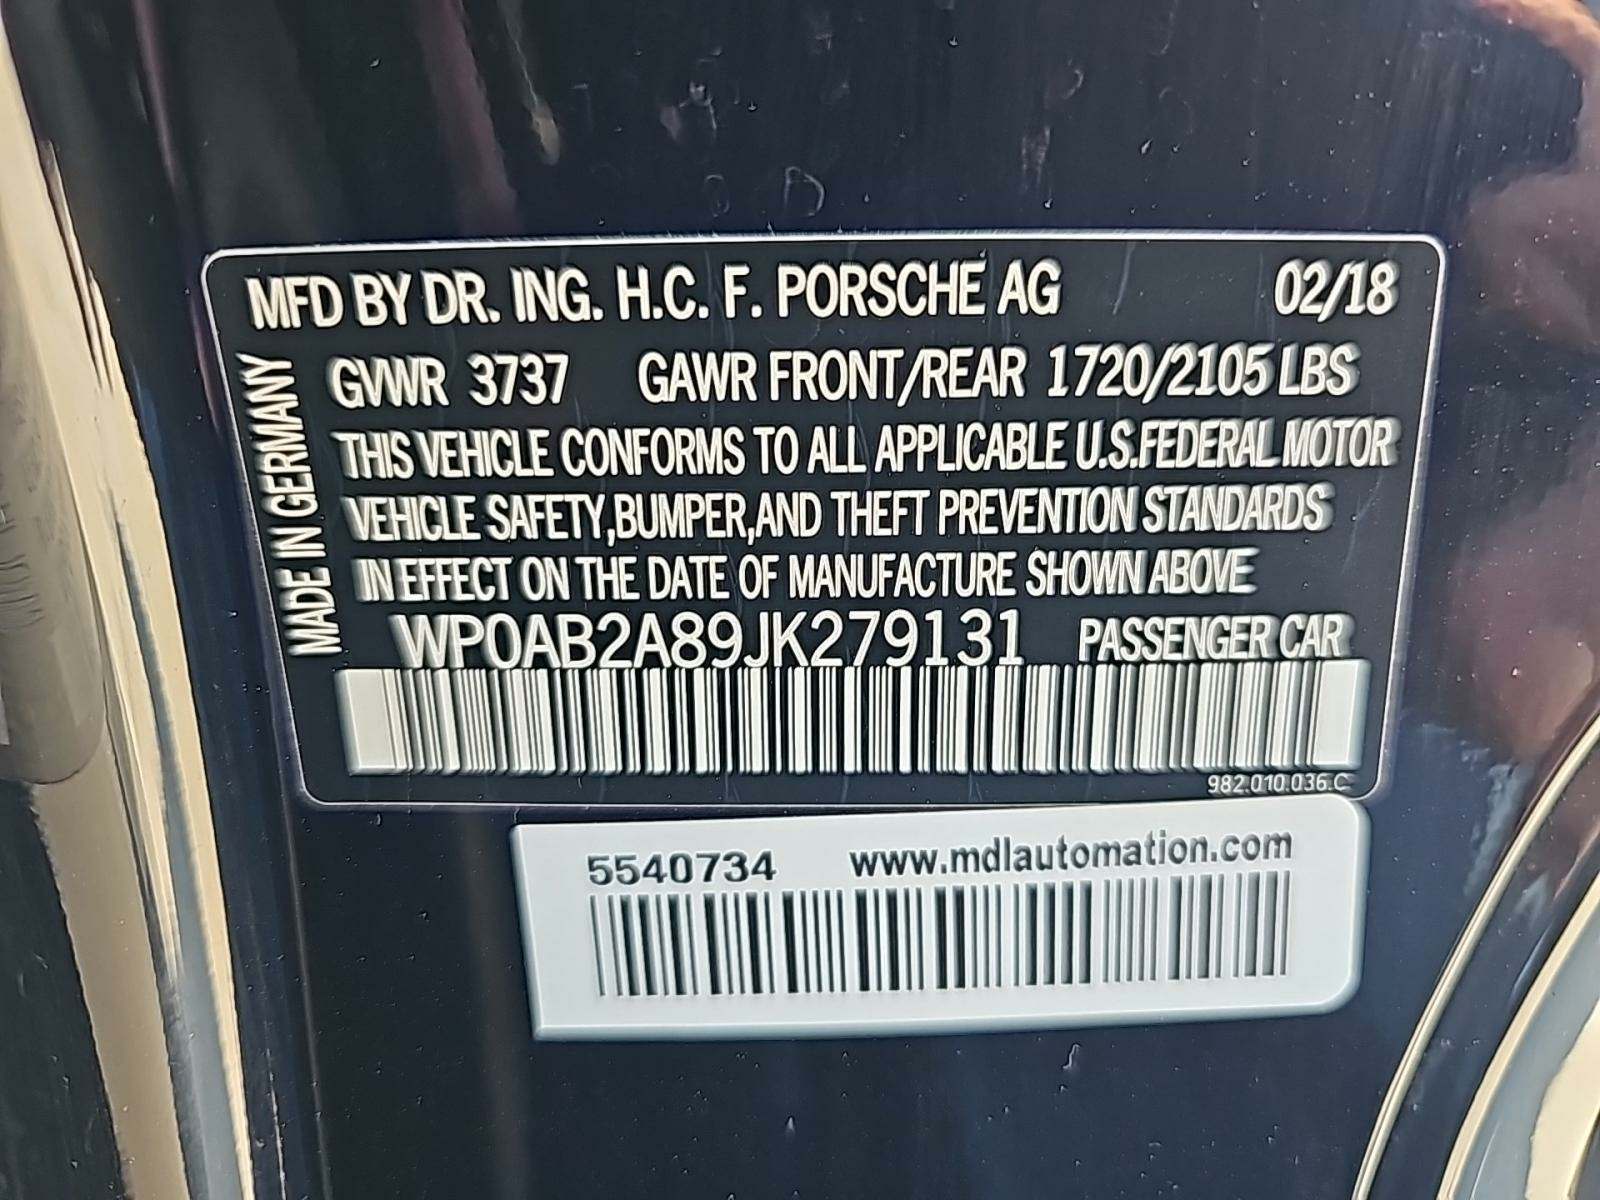 MFD BY DR. ING. H.C. F. PORSCHE AG 02/18
GVWR 3737 GAWR FRONT/REAR 1720/2105 LBS
THIS VEHICLE CONFORMS TO ALL APPLICABLE U.S.FEDERAL MOTOR
VEHICLE SAFETY,BUMPER,AND THEFT PREVENTION STANDARDS
IN EFFECT ON THE DATE OF MANUFACTURE SHOWN ABOVE
WP0AB2A89JK279131 PASSENGER CAR
MADE IN GERMANY
982.010.036.C
5540734 www.mdlautomation.com